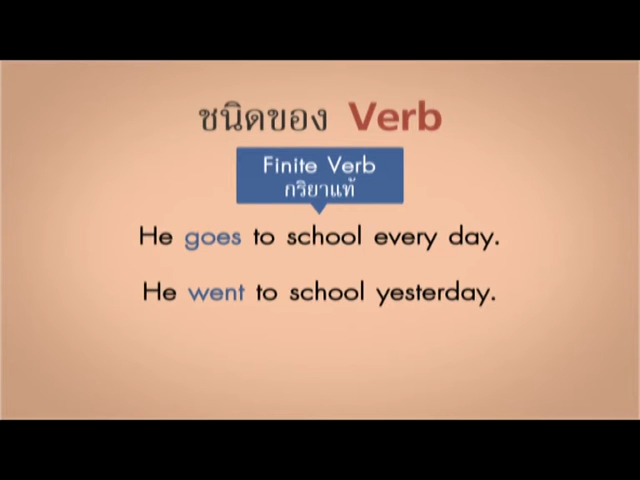 ชนิดของ Verb
Finite Verb
กริยาแท้
He goes to school every day.
He went to school yesterday.